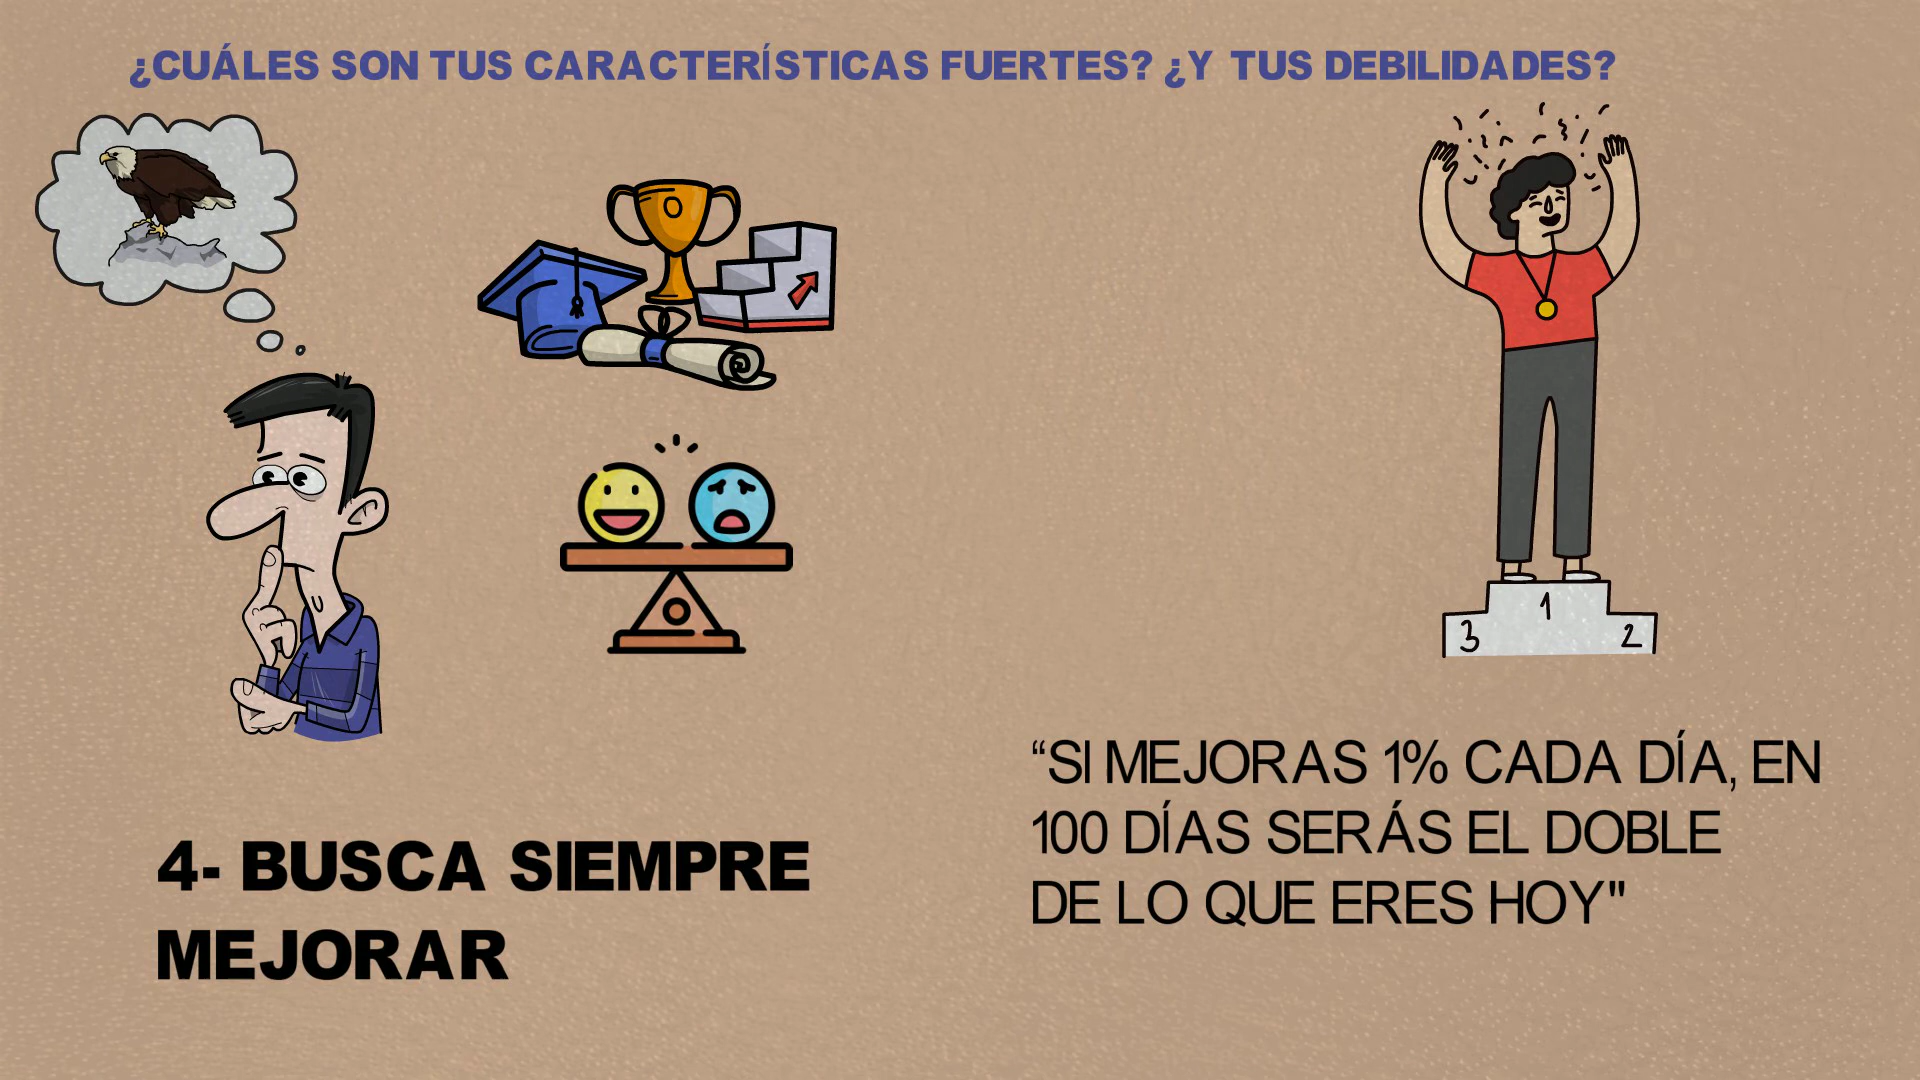 ¿CUÁLES SON TUS CARACTERÍSTICAS FUERTES? ¿Y TUS DEBILIDADES?
1
3
2
“SI MEJORAS 1% CADA DÍA, EN
100 DÍAS SERÁS EL DOBLE
DE LO QUE ERES HOY"
4- BUSCA SIEMPRE
MEJORAR